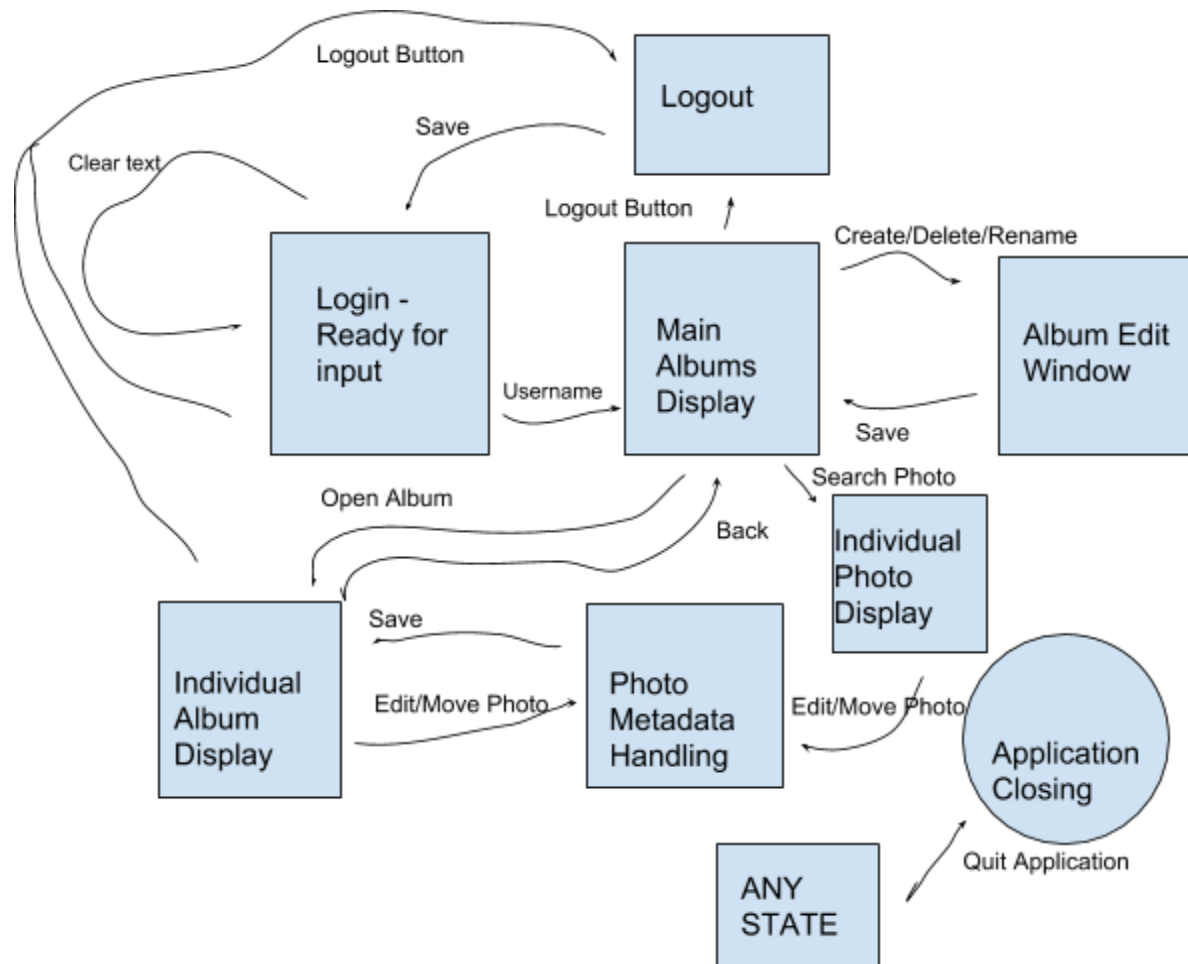 Logout Button
Logout
Save
Clear text
Logout Button
Create/Delete/Rename
Login -
Ready for
input
Main
Albums
Display
Album Edit
Window
Username
Save
Search Photo
Open Album
Back
Individual
Photo
Display
Save
Individual
Album
Display
Edit/Move Photo
Photo
Metadata
Handling
Edit/Move Photo
Application
Closing
Quit Application
ANY
STATE